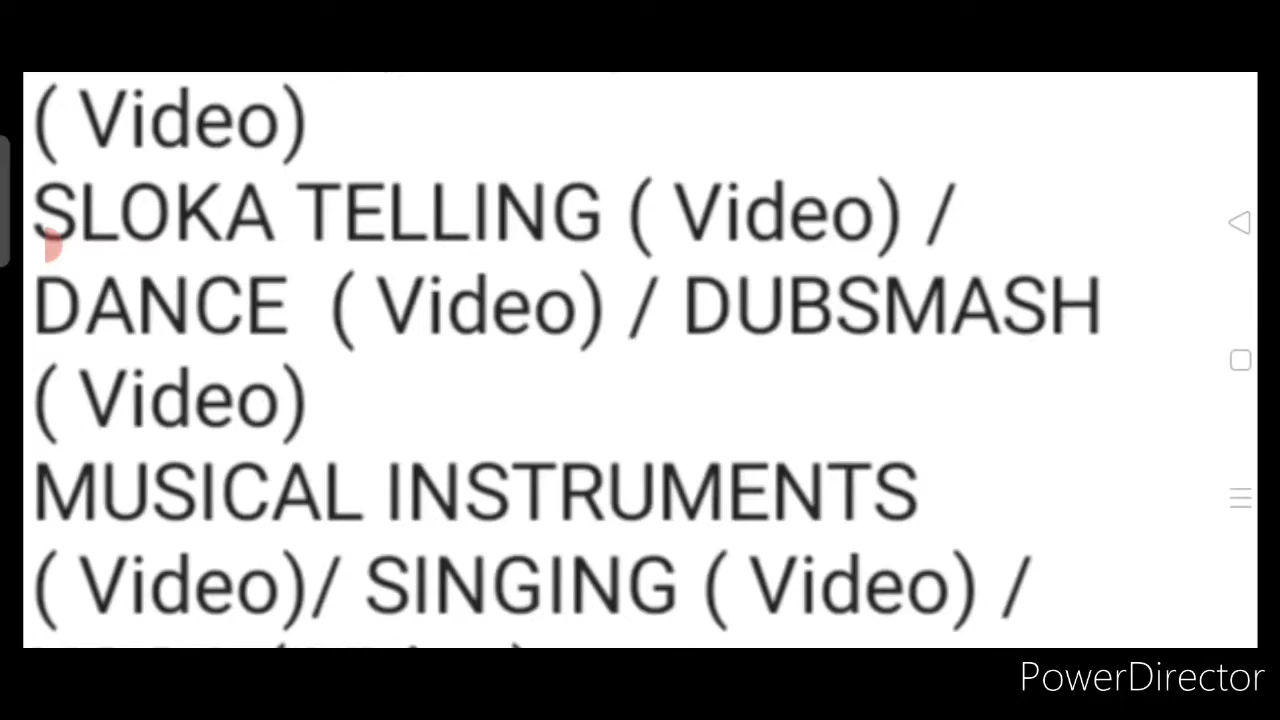 ( Video)
SLOKA TELLING ( Video) /
DANCE  ( Video) / DUBSMASH
( Video)
MUSICAL INSTRUMENTS
( Video)/ SINGING ( Video) /
PowerDirector